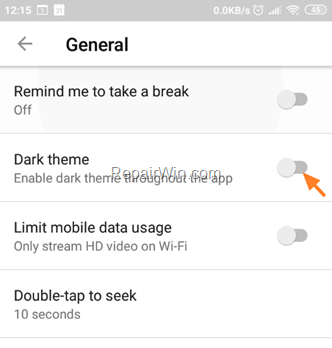 12:15 31 0.0KB/s 45
General
Remind me to take a break
Off
Dark theme
RepairWin.com
Enable dark theme throughout the app
Limit mobile data usage
Only stream HD video on Wi-Fi
Double-tap to seek
10 seconds